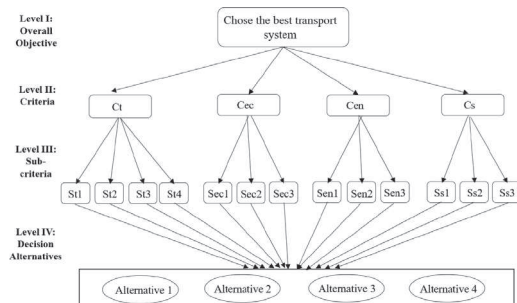 Level I:
Overall
Objective
Chose the best transport
system
Level II:
Criteria
Ct
Cec
Cen
Cs
Level III:
Sub-
criteria
St1 St2 St3 St4 Sec1 Sec2 Sec3 Sen1 Sen2 Sen3 Ss1 Ss2 Ss3
Level IV:
Decision
Alternatives
Alternative 1 Alternative 2 Alternative 3 Alternative 4